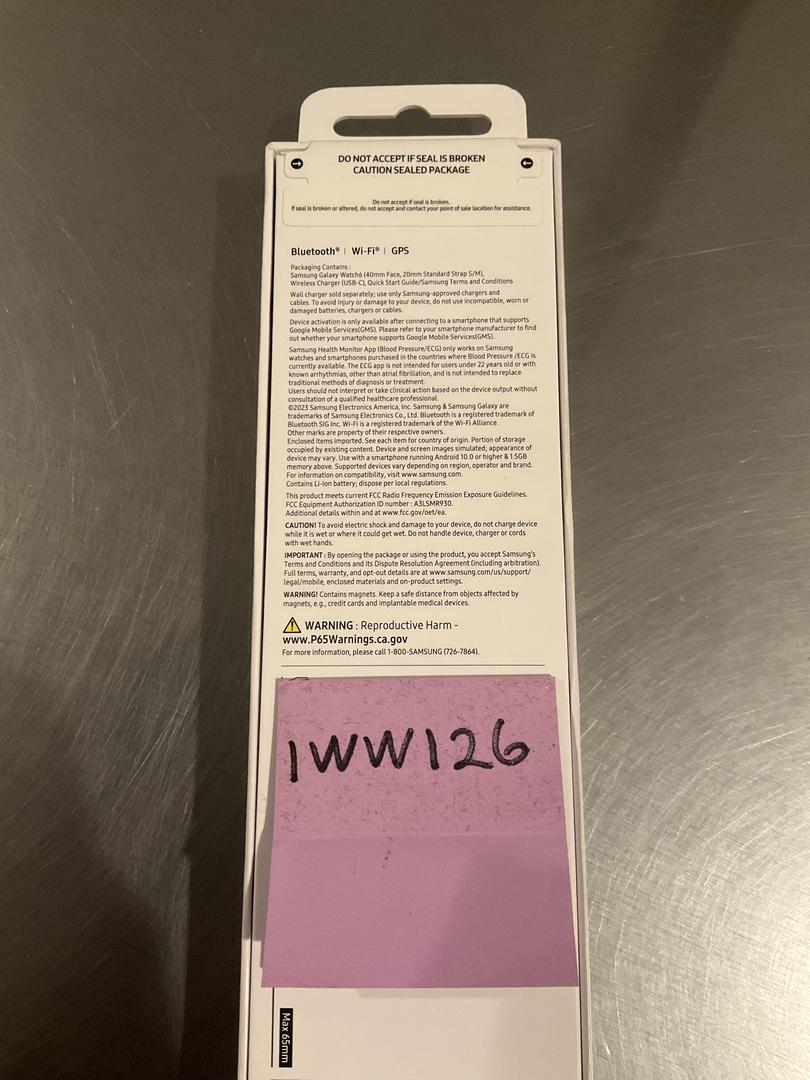 DO NOT ACCEPT IF SEAL IS BROKEN
CAUTION SEALED PACKAGE
Do not accept if seal is broken.
If seal is broken or altered, do not accept and contact your point of sale location for assistance.
Bluetooth® | Wi-Fi® | GPS
Packaging Contains :
Samsung Galaxy Watch6 (40mm Face, 20mm Standard Strap S/M),
Wireless Charger (USB-C), Quick Start Guide/Samsung Terms and Conditions
Wall charger sold separately; use only Samsung-approved chargers and
cables. To avoid injury or damage to your device, do not use incompatible, worn or
damaged batteries, chargers or cables.
Device activation is only available after connecting to a smartphone that supports
Google Mobile Services(GMS). Please refer to your smartphone manufacturer to find
out whether your smartphone supports Google Mobile Services(GMS).
Samsung Health Monitor App (Blood Pressure/ECG) only works on Samsung
watches and smartphones purchased in the countries where Blood Pressure /ECG is
currently available. The ECG app is not intended for users under 22 years old or with
known arrhythmias, other than atrial fibrillation, and is not intended to replace
traditional methods of diagnosis or treatment.
Users should not interpret or take clinical action based on the device output without
consultation of a qualified healthcare professional.
©2023 Samsung Electronics America, Inc. Samsung & Samsung Galaxy are
trademarks of Samsung Electronics Co., Ltd. Bluetooth is a registered trademark of
Bluetooth SIG Inc. Wi-Fi is a registered trademark of the Wi-Fi Alliance.
Other marks are property of their respective owners.
Enclosed items imported. See each item for country of origin. Portion of storage
occupied by existing content. Device and screen images simulated; appearance of
device may vary. Use with a smartphone running Android 10.0 or higher & 1.5GB
memory above. Supported devices vary depending on region, operator and brand.
For information on compatibility, visit www.samsung.com.
Contains Li-Ion battery; dispose per local regulations.
This product meets current FCC Radio Frequency Emission Exposure Guidelines.
FCC Equipment Authorization ID number : A3LSMR930.
Additional details within and at www.fcc.gov/oet/ea.
CAUTION! To avoid electric shock and damage to your device, do not charge device
while it is wet or where it could get wet. Do not handle device, charger or cords
with wet hands.
IMPORTANT : By opening the package or using the product, you accept Samsung's
Terms and Conditions and its Dispute Resolution Agreement (including arbitration).
Full terms, warranty, and opt-out details are at www.samsung.com/us/support/
legal/mobile, enclosed materials and on-product settings.
WARNING! Contains magnets. Keep a safe distance from objects affected by
magnets, e.g., credit cards and implantable medical devices.
WARNING : Reproductive Harm -
www.P65Warnings.ca.gov
For more information, please call 1-800-SAMSUNG (726-7864).
1WW126
Max 65mm